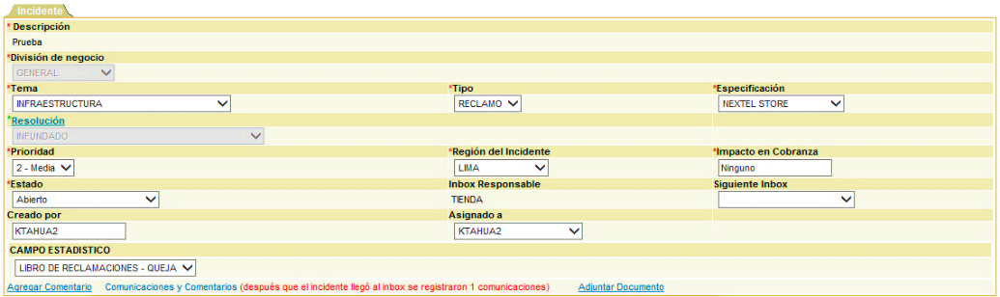 Incidente
* Descripción
Prueba
*División de negocio
GENERAL
*Tema *Tipo *Especificación
INFRAESTRUCTURA RECLAMO NEXTEL STORE
*Resolución
INFUNDADO
*Prioridad *Región del Incidente *Impacto en Cobranza
2 - Media LIMA Ninguno
*Estado Inbox Responsable Siguiente Inbox
Abierto TIENDA
Creado por Asignado a
KTAHUA2 KTAHUA2
CAMPO ESTADISTICO
LIBRO DE RECLAMACIONES - QUEJA
Agregar Comentario Comunicaciones y Comentarios (después que el incidente llegó al inbox se registraron 1 comunicaciones) Adjuntar Documento